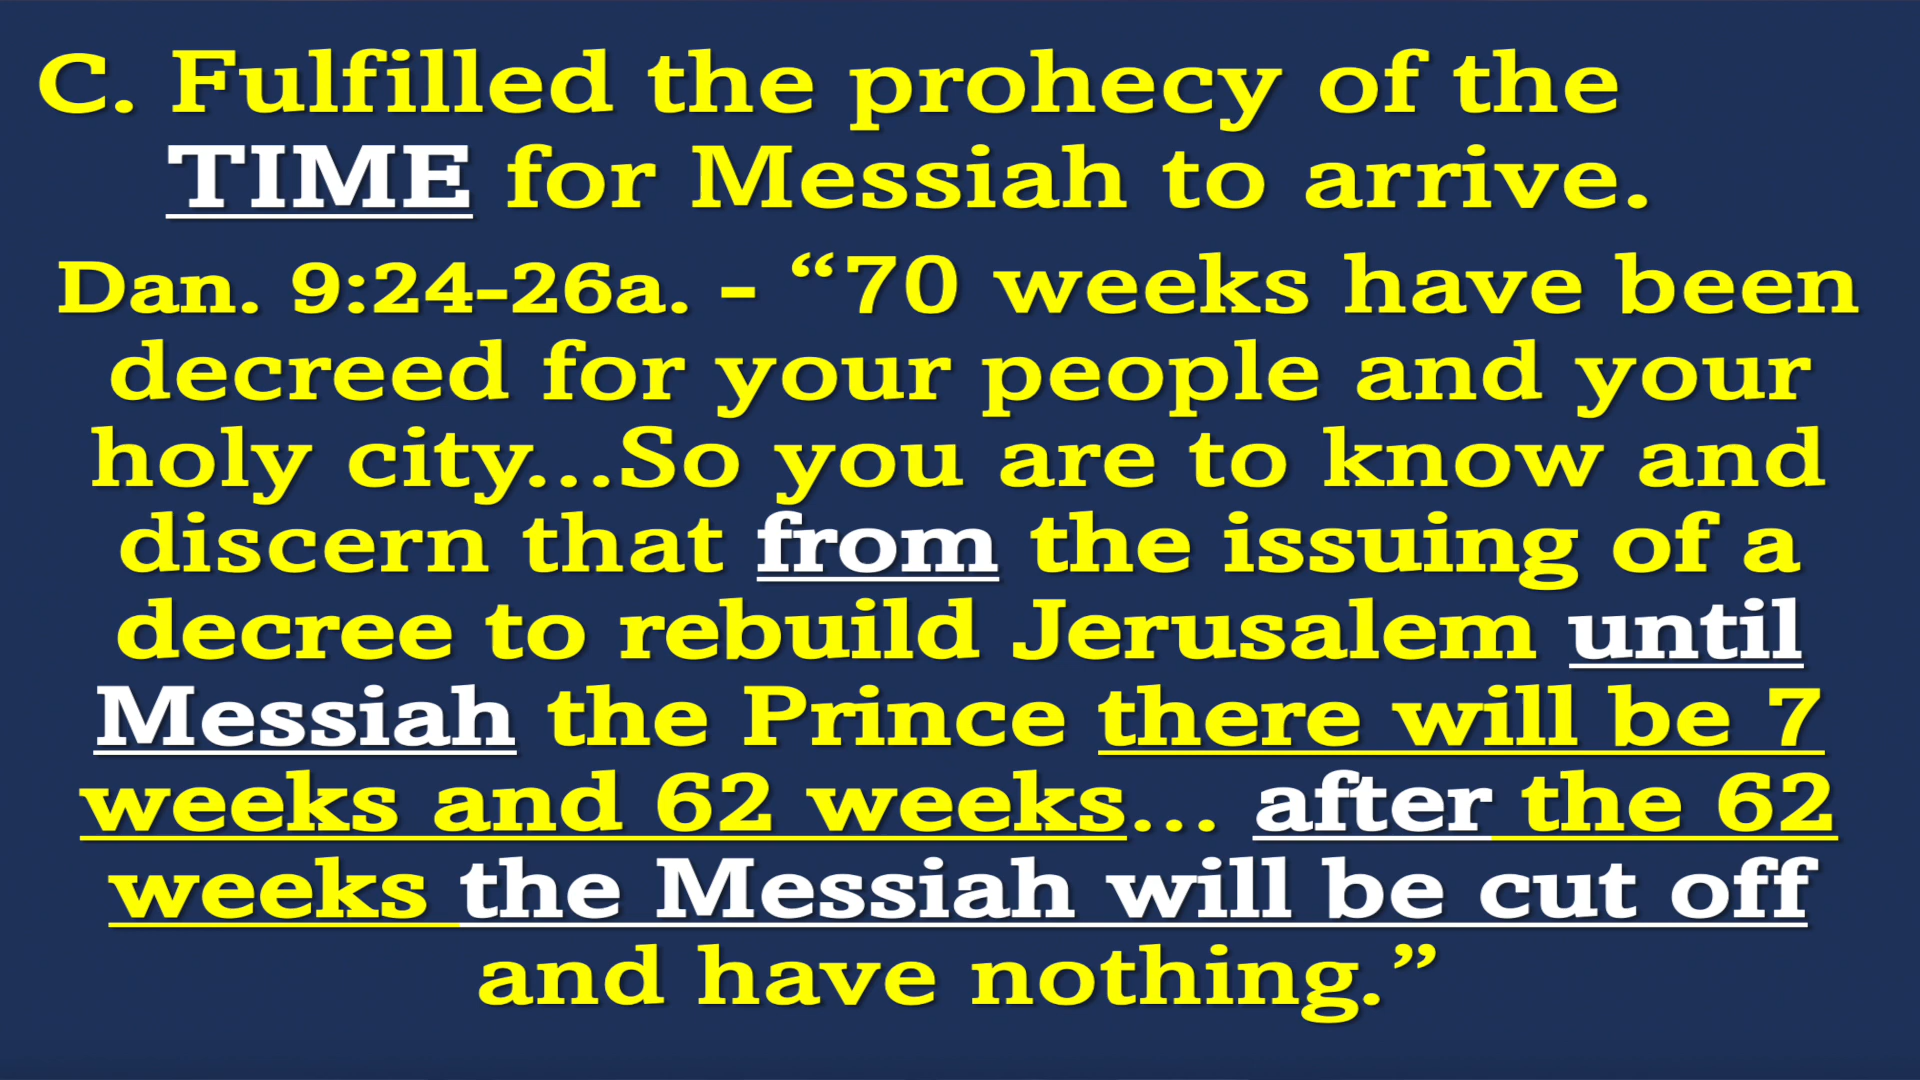 C. Fulfilled the prohecy of the
TIME for Messiah to arrive.
Dan. 9:24-26a. – “70 weeks have been
decreed for your people and your
holy city…So you are to know and
discern that from the issuing of a
decree to rebuild Jerusalem until
Messiah the Prince there will be 7
weeks and 62 weeks… after the 62
weeks the Messiah will be cut off
and have nothing.”